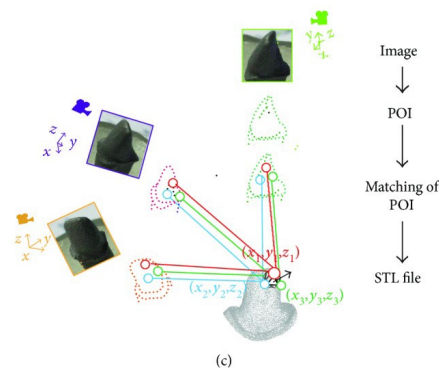 y z
x
Image
POI
z
x y
Matching of
POI
z y
x
(x₁,y₁,z₁)
(x₂,y₂,z₂)
(x₃,y₃,z₃)
STL file
(c)